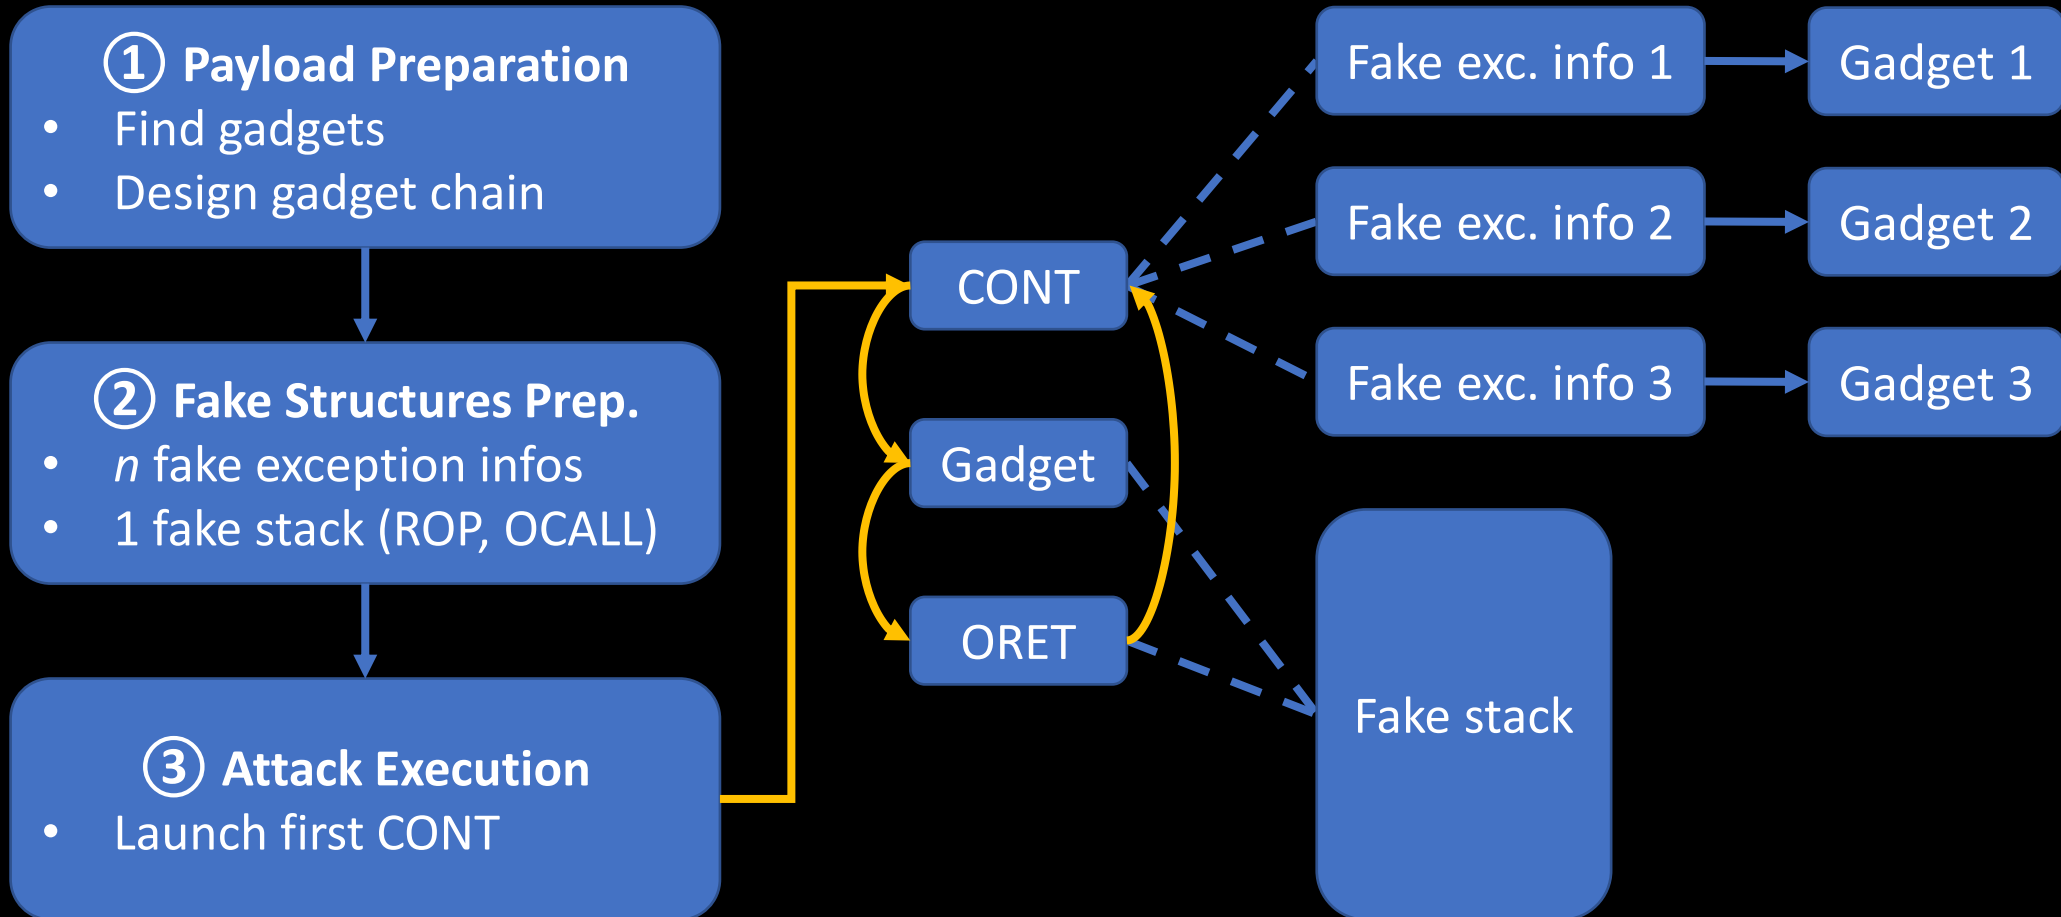 ① Payload Preparation
• Find gadgets
• Design gadget chain
② Fake Structures Prep.
• n fake exception infos
• 1 fake stack (ROP, OCALL)
③ Attack Execution
• Launch first CONT
CONT
Gadget
ORET
Fake exc. info 1
Gadget 1
Fake exc. info 2
Gadget 2
Fake exc. info 3
Gadget 3
Fake stack